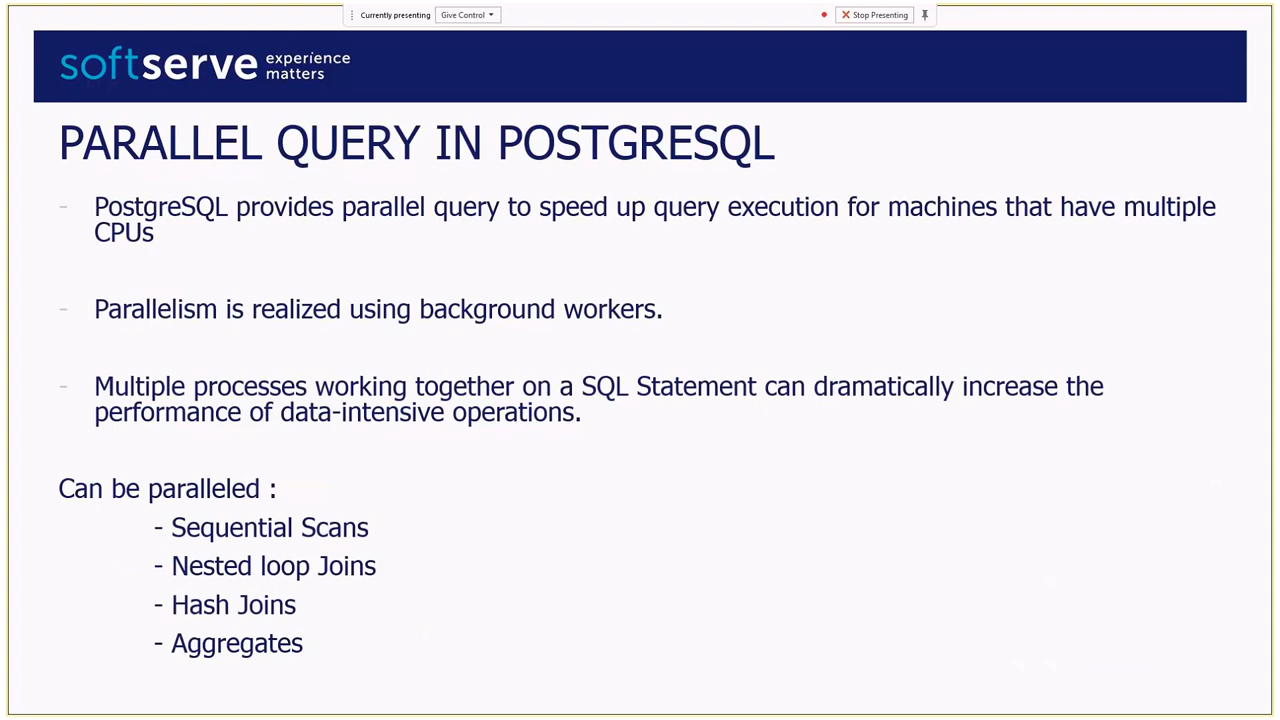 Currently presenting Give Control Stop Presenting
softserve experience
matters
PARALLEL QUERY IN POSTGRESQL
- PostgreSQL provides parallel query to speed up query execution for machines that have multiple
CPUs
- Parallelism is realized using background workers.
- Multiple processes working together on a SQL Statement can dramatically increase the
performance of data-intensive operations.
Can be paralleled :
- Sequential Scans
- Nested loop Joins
- Hash Joins
- Aggregates